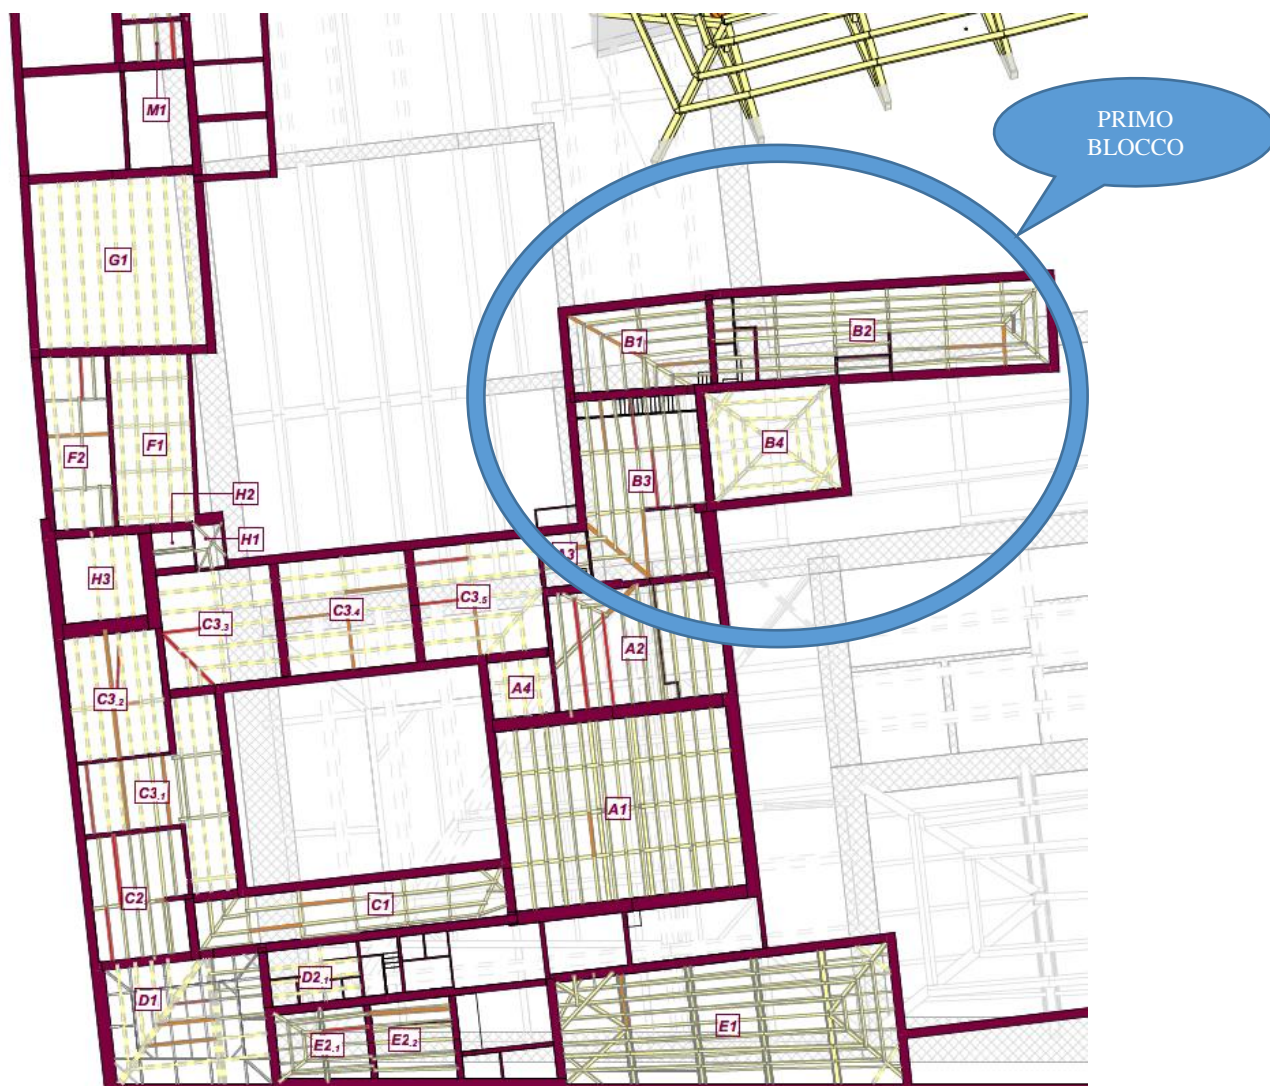 PRIMO
BLOCCO
M1
G1
B1
B2
F2
F1
B4
B3
H2
H1
A3
H3
C3.3
C3.4
C3.5
A2
C3.2
A4
C3.1
A1
C2
C1
D2.1
D1
E2.1
E2.2
E1